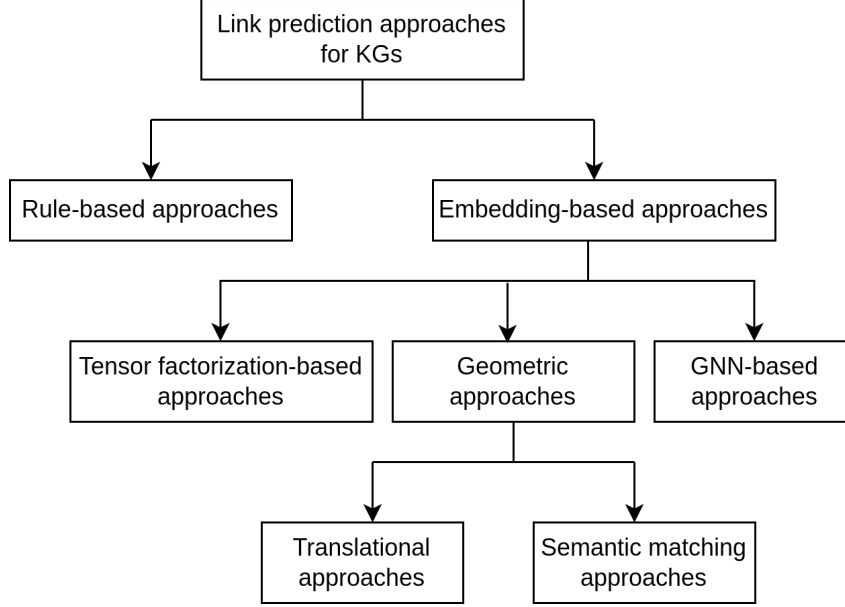 Link prediction approaches
for KGs
Rule-based approaches
Embedding-based approaches
Tensor factorization-based
approaches
Geometric
approaches
GNN-based
approaches
Translational
approaches
Semantic matching
approaches